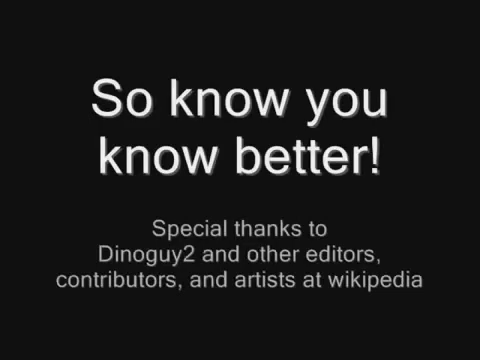 So know you
know better!
Special thanks to
Dinoguy2 and other editors,
contributors, and artists at wikipedia